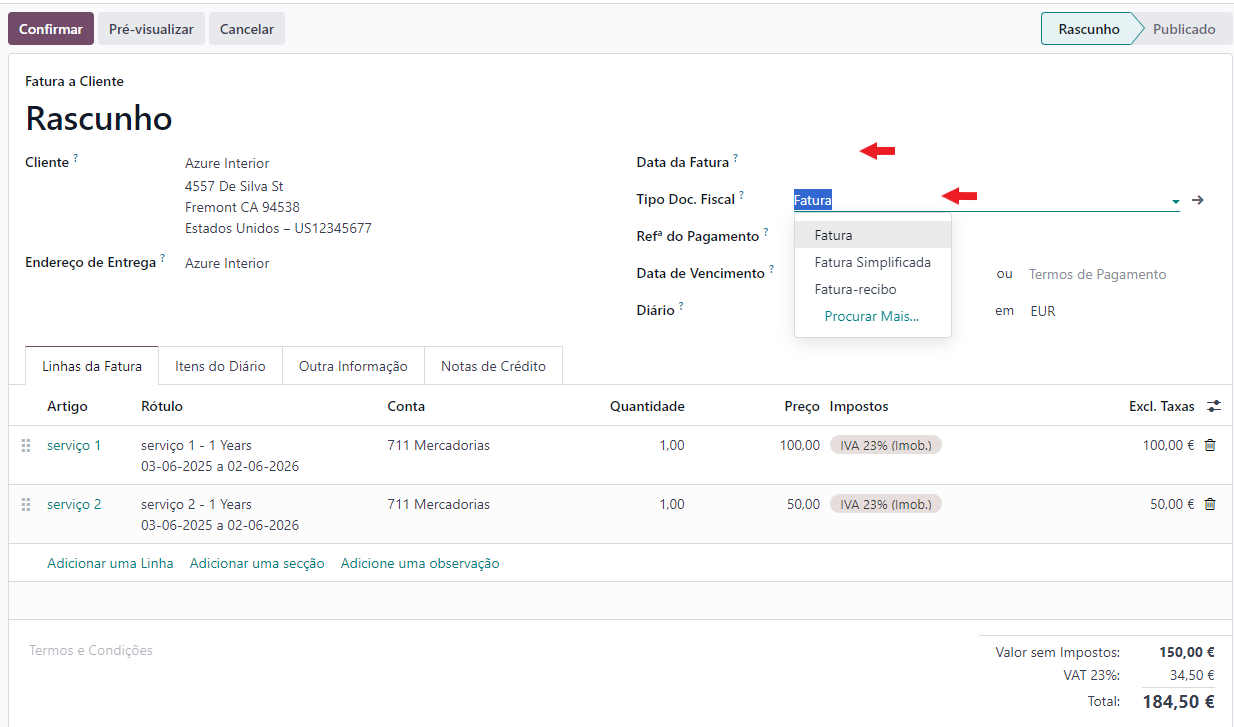 Confirmar Pré-visualizar Cancelar Rascunho Publicado
Fatura a Cliente
Rascunho
Cliente ? Azure Interior
4557 De Silva St
Fremont CA 94538
Estados Unidos – US12345677
Endereço de Entrega ? Azure Interior
Data da Fatura ?
Tipo Doc. Fiscal ? Fatura
Fatura
Fatura Simplificada
Fatura-recibo
Procurar Mais...
Refª do Pagamento ?
Data de Vencimento ? ou Termos de Pagamento
Diário ? em EUR
Linhas da Fatura Itens do Diário Outra Informação Notas de Crédito
Artigo Rótulo Conta Quantidade Preço Impostos Excl. Taxas
serviço 1 serviço 1 - 1 Years 711 Mercadorias 1,00 100,00 IVA 23% (Imob.) 100,00 €
03-06-2025 a 02-06-2026
serviço 2 serviço 2 - 1 Years 711 Mercadorias 1,00 50,00 IVA 23% (Imob.) 50,00 €
03-06-2025 a 02-06-2026
Adicionar uma Linha Adicionar uma secção Adicione uma observação
Termos e Condições
Valor sem Impostos: 150,00 €
VAT 23%: 34,50 €
Total: 184,50 €